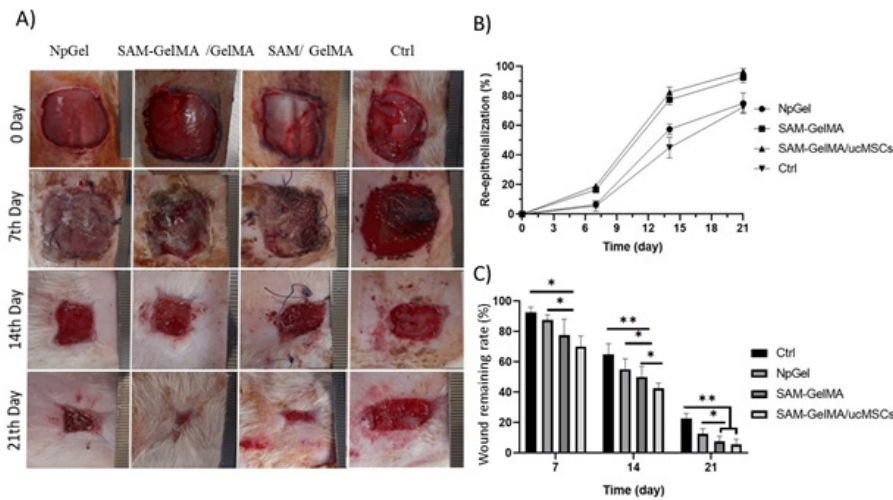 A)
NpGel SAM-GelMA /GelMA SAM/ GelMA Ctrl
0 Day
7th Day
14th Day
21th Day
B)
Re-epithelialization (%)
100
80
60
40
20
0
0 3 6 9 12 15 18 21
Time (day)
NpGel
SAM-GelMA
SAM-GelMA/ucMSCs
Ctrl
C)
Wound remaining rate (%)
100
80
60
40
20
0
* * ** * * ** *
7 14 21
Time (day)
Ctrl
NpGel
SAM-GelMA
SAM-GelMA/ucMSCs